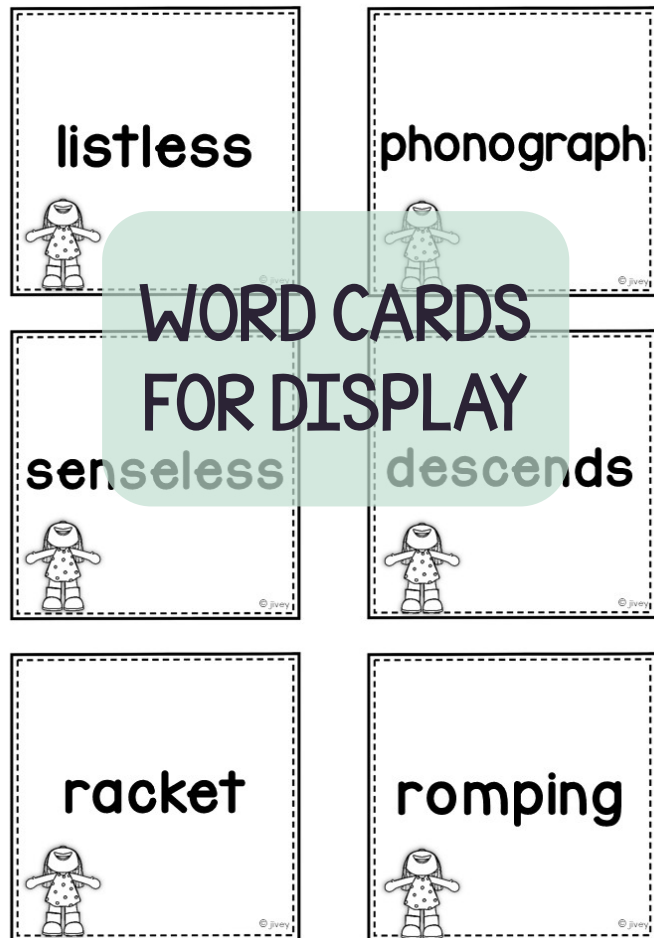 listless
phonograph
© jivey
© jivey
WORD CARDS
FOR DISPLAY
senseless
descends
© jivey
© jivey
racket
romping
© jivey
© jivey